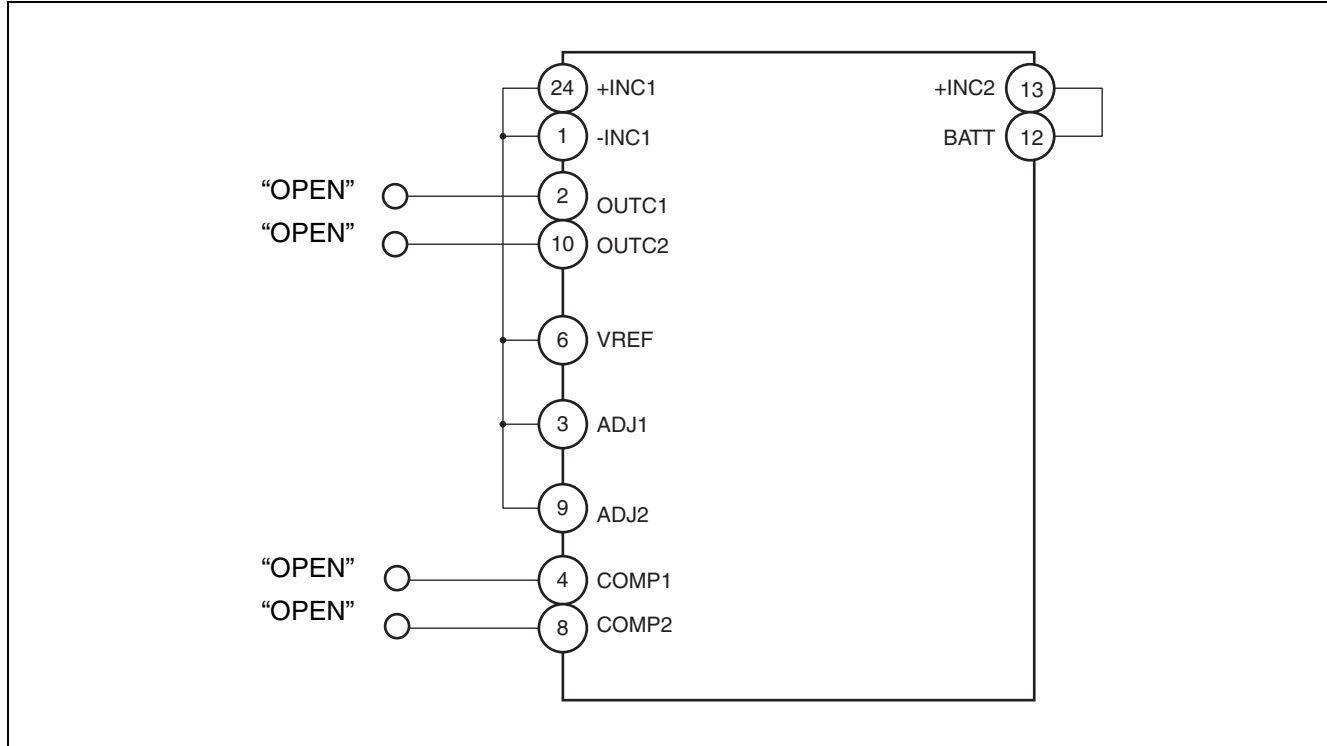 24 +INC1
+INC2 13
1 -INC1
BATT 12
“OPEN” 2 OUTC1
“OPEN” 10 OUTC2
6 VREF
3 ADJ1
9 ADJ2
“OPEN” 4 COMP1
“OPEN” 8 COMP2